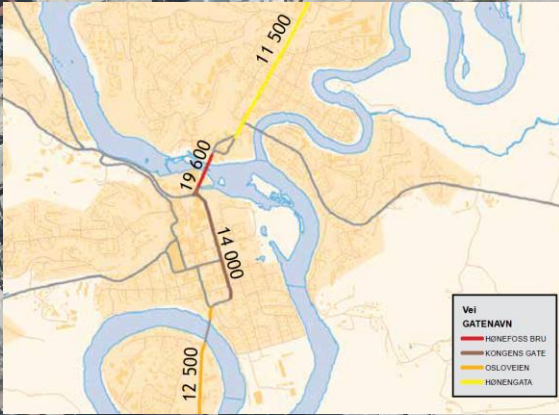 11 500
19 600
14 000
12 500
Vei
GATENAVN
HØNEFOSS BRU
KONGENS GATE
OSLOVEIEN
HØNENGATA